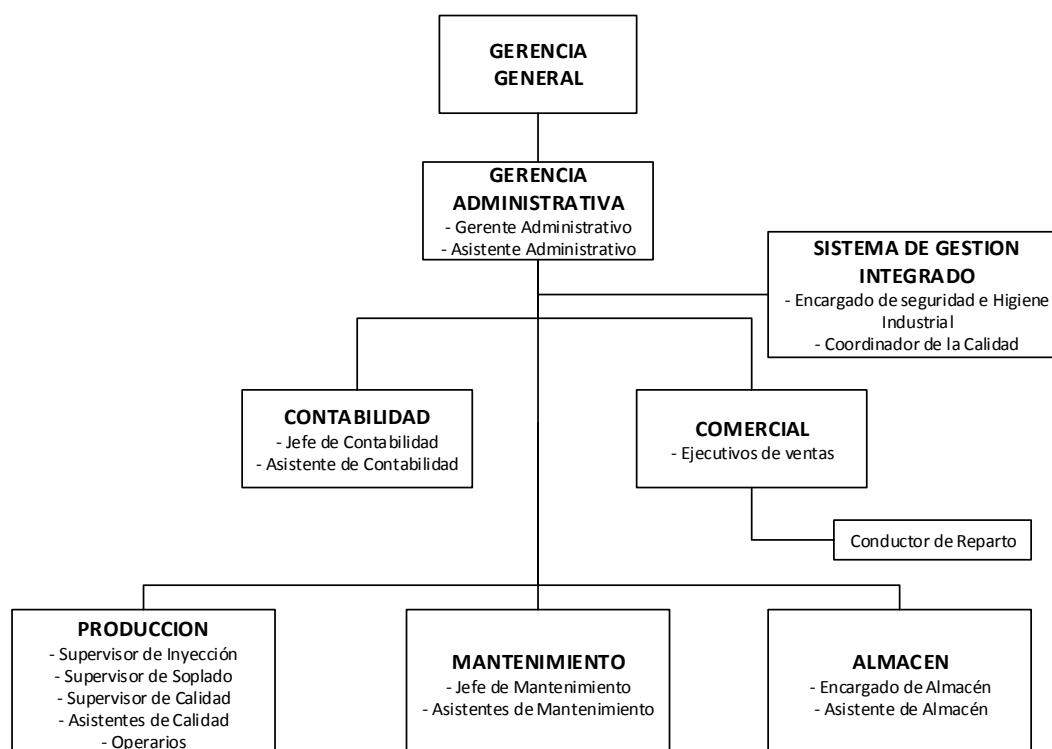 GERENCIA
GENERAL
GERENCIA
ADMINISTRATIVA
- Gerente Administrativo
- Asistente Administrativo
SISTEMA DE GESTION
INTEGRADO
- Encargado de seguridad e Higiene
Industrial
- Coordinador de la Calidad
CONTABILIDAD
- Jefe de Contabilidad
- Asistente de Contabilidad
COMERCIAL
- Ejecutivos de ventas
Conductor de Reparto
PRODUCCION
- Supervisor de Inyección
- Supervisor de Soplado
- Supervisor de Calidad
- Asistentes de Calidad
- Operarios
MANTENIMIENTO
- Jefe de Mantenimiento
- Asistentes de Mantenimiento
ALMACEN
- Encargado de Almacén
- Asistente de Almacén